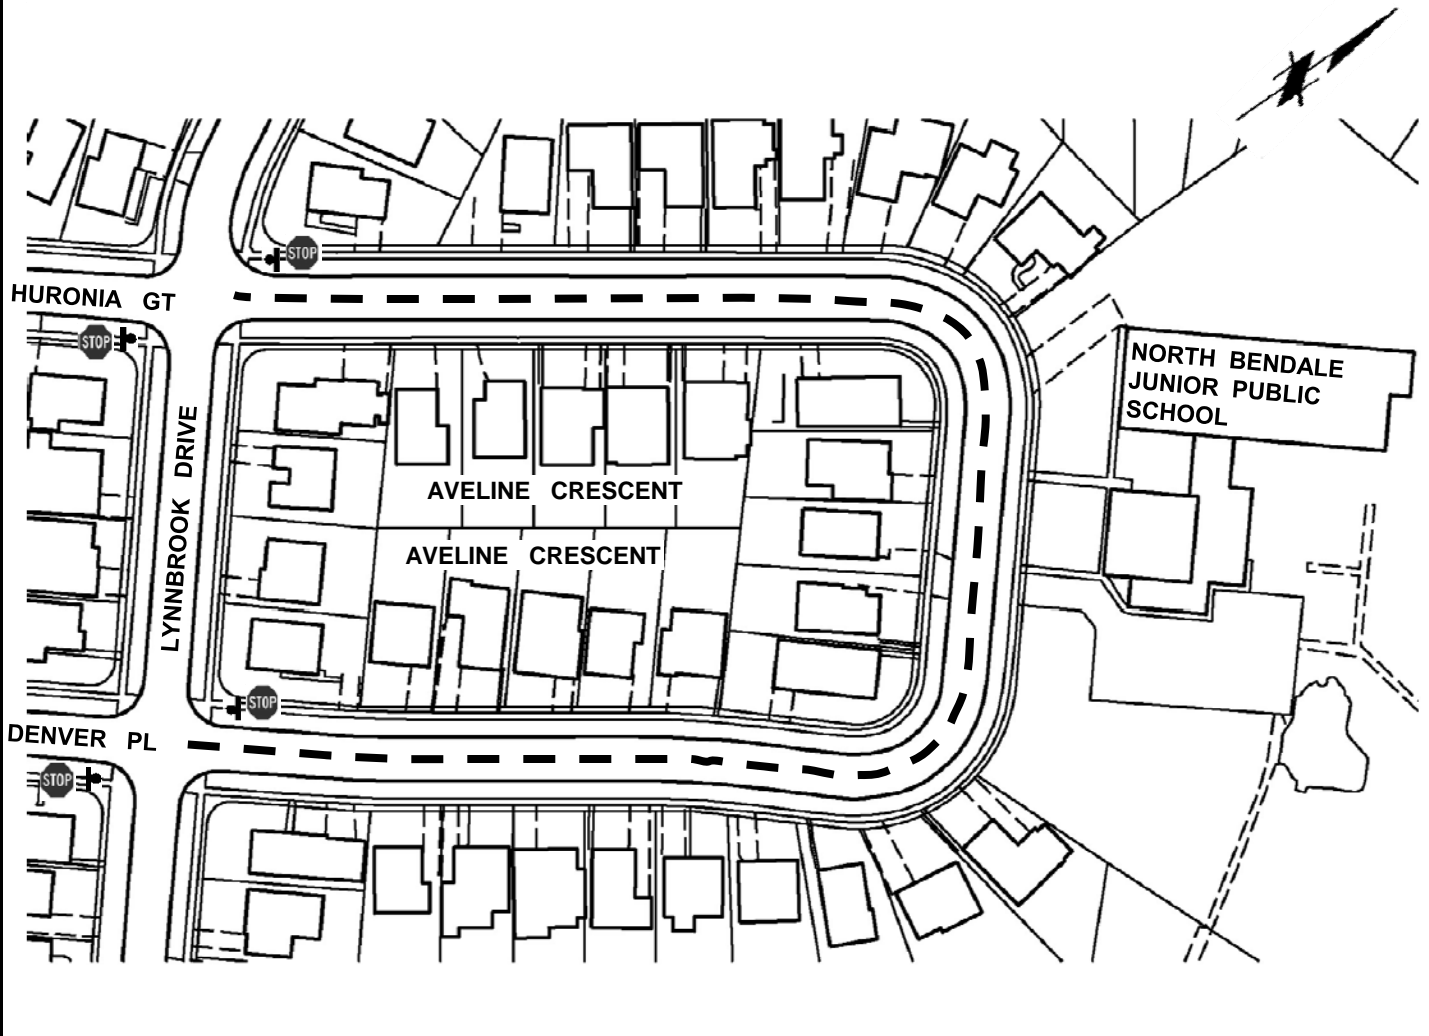 STOP
HURONIA GT
STOP
NORTH BENDALE
JUNIOR PUBLIC
SCHOOL
LYNNBROOK DRIVE
AVELINE CRESCENT
AVELINE CRESCENT
STOP
DENVER PL
STOP